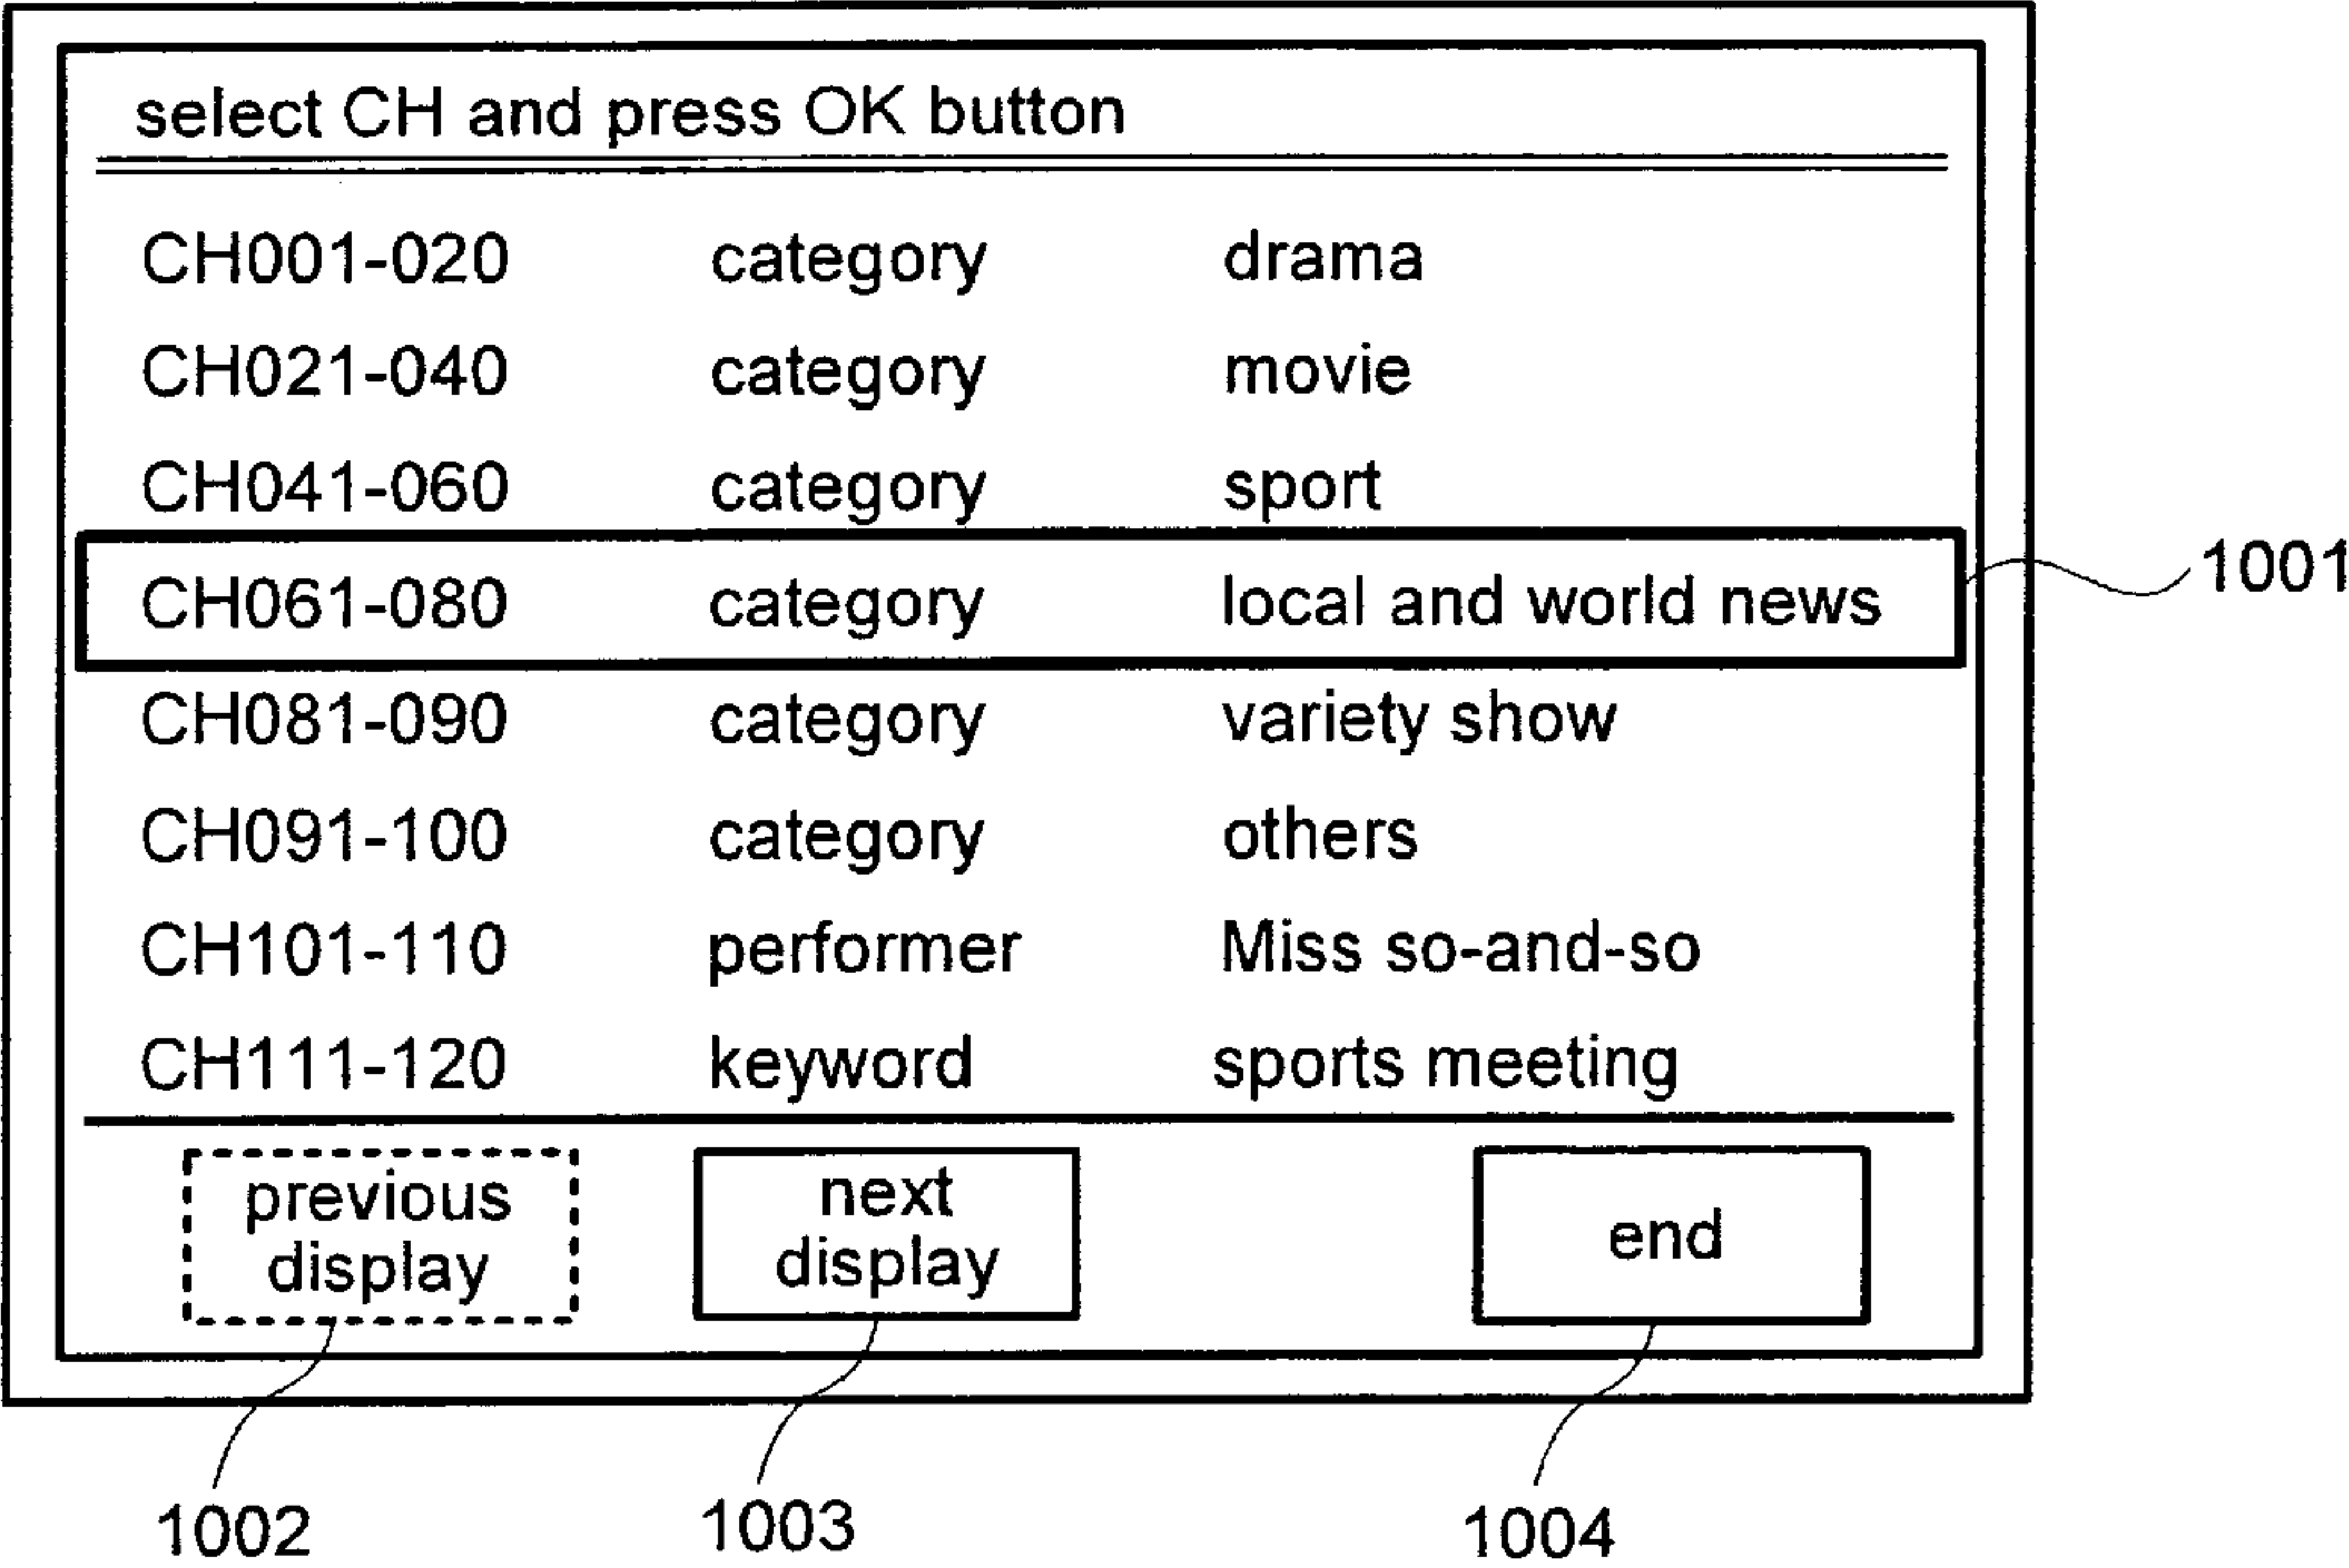 select CH and press OK button
CH001-020 category drama
CH021-040 category movie
CH041-060 category sport
CH061-080 category local and world news
1001
CH081-090 category variety show
CH091-100 category others
CH101-110 performer Miss so-and-so
CH111-120 keyword sports meeting
previous
display
next
display
end
1002
1003
1004